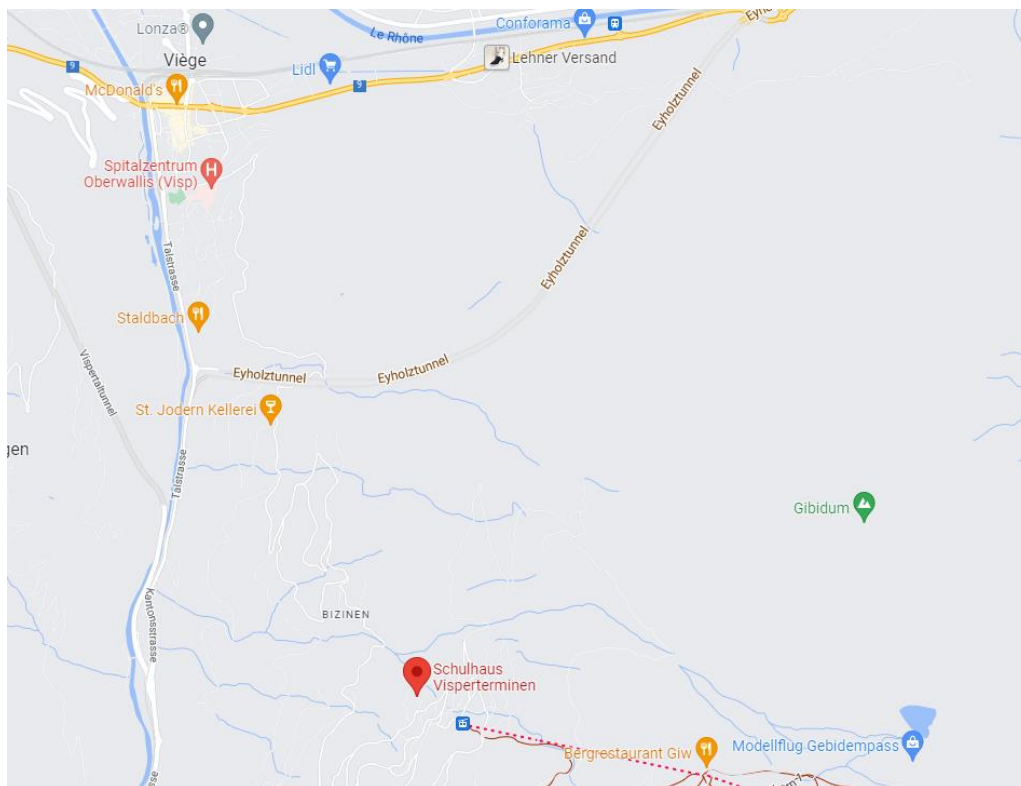 Lonza®
Conforama
Le Rhône
Viège
Lehner Versand
Lidl
9
9
McDonald's
Eyholztunnel
Spitalzentrum
Oberwallis (Visp)
H
Talstrasse
Eyholztunnel
Staldbach
Vispertaltunnel
Eyholztunnel
Eyholztunnel
St. Jodern Kellerei
gen
Talstrasse
Gibidum
Kantonsstrasse
BIZINEN
Schulhaus
Visperterminen
Bergrestaurant Giw
Modellflug Gebidempass